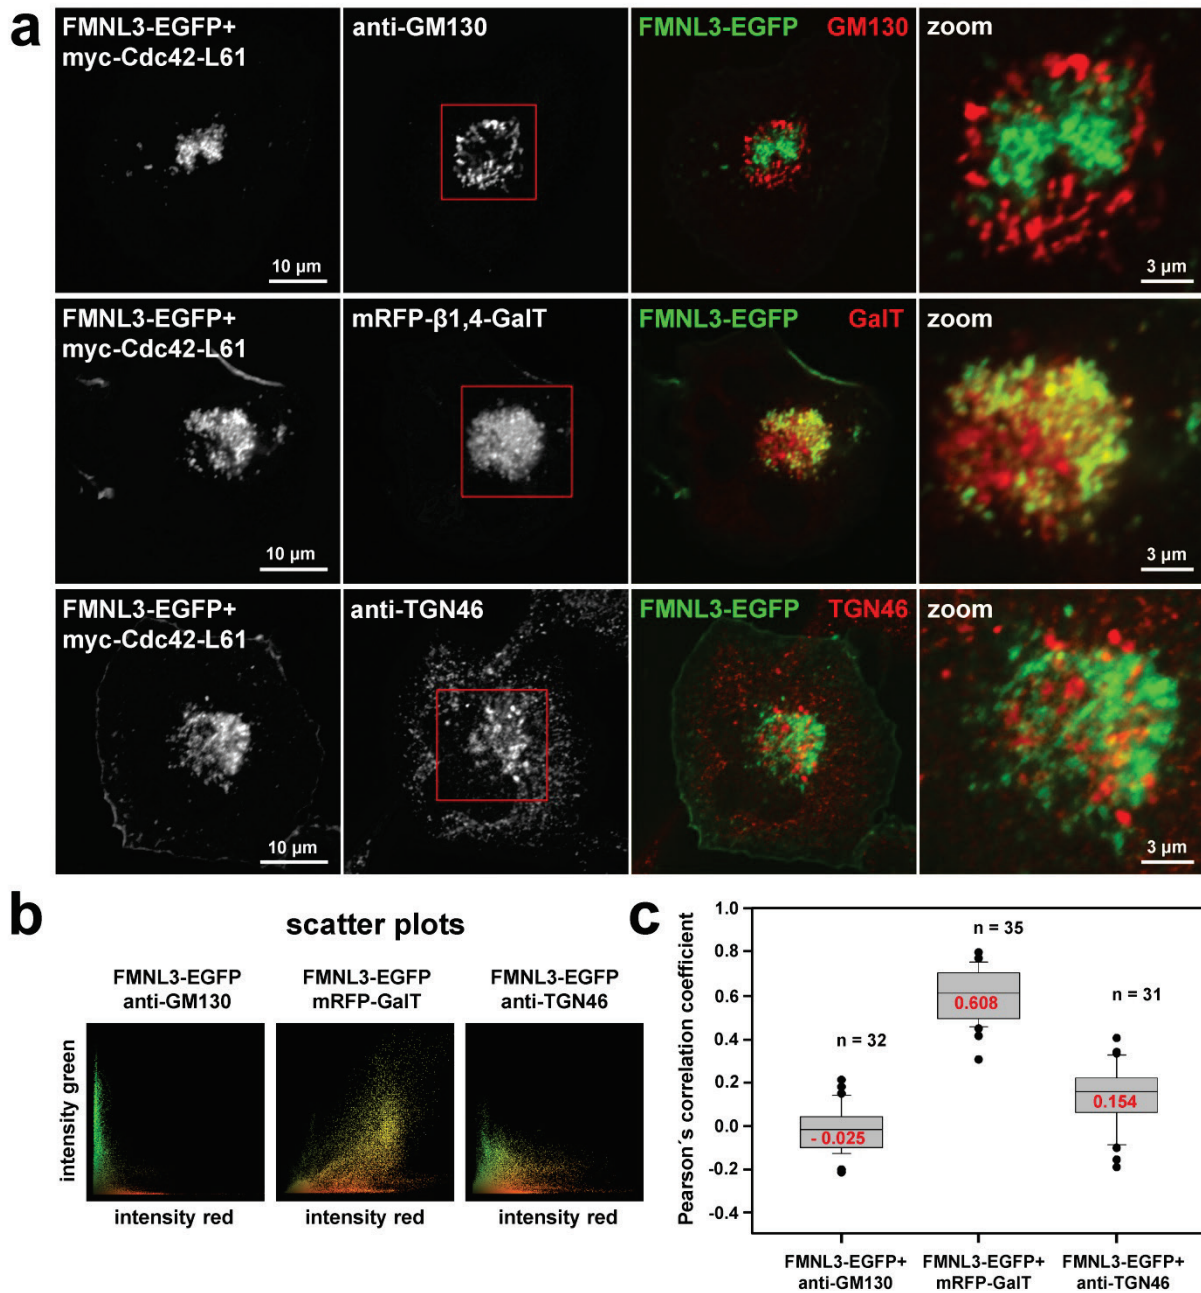 a
FMNL3-EGFP+
myc-Cdc42-L61
10 µm
anti-GM130
FMNL3-EGFP GM130
zoom
3 µm
FMNL3-EGFP+
myc-Cdc42-L61
10 µm
mRFP-β1,4-GalT
FMNL3-EGFP GalT
zoom
3 µm
FMNL3-EGFP+
myc-Cdc42-L61
10 µm
anti-TGN46
FMNL3-EGFP TGN46
zoom
3 µm
b
scatter plots
FMNL3-EGFP
anti-GM130
FMNL3-EGFP
mRFP-GalT
FMNL3-EGFP
anti-TGN46
intensity green
intensity red
intensity red
intensity red
c
Pearson´s correlation coefficient
1.0
0.8
0.6
0.4
0.2
0.0
-0.2
-0.4
n = 32
n = 35
n = 31
- 0.025
0.608
0.154
FMNL3-EGFP+
anti-GM130
FMNL3-EGFP+
mRFP-GalT
FMNL3-EGFP+
anti-TGN46